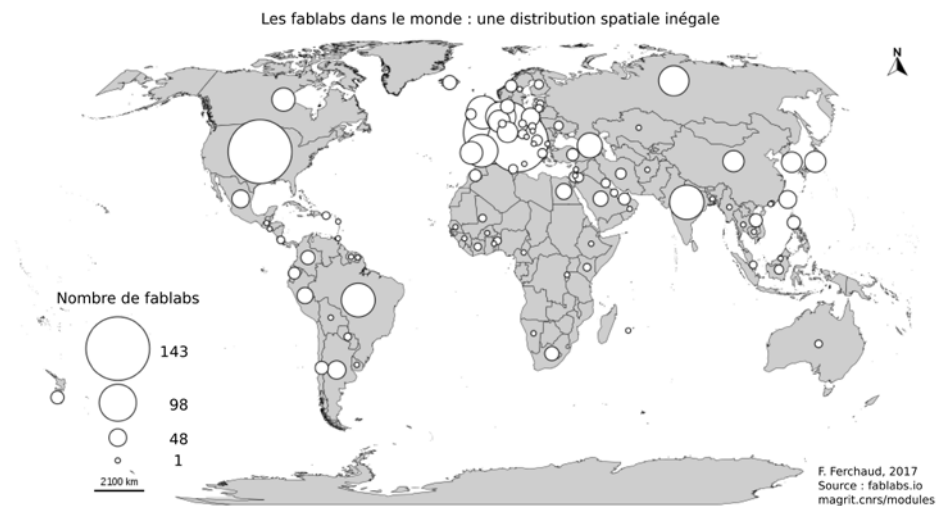 Les fablabs dans le monde : une distribution spatiale inégale
N
Nombre de fablabs
143
98
48
1
2100 km
F. Ferchaud, 2017
Source : fablabs.io
magrit.cnrs/modules